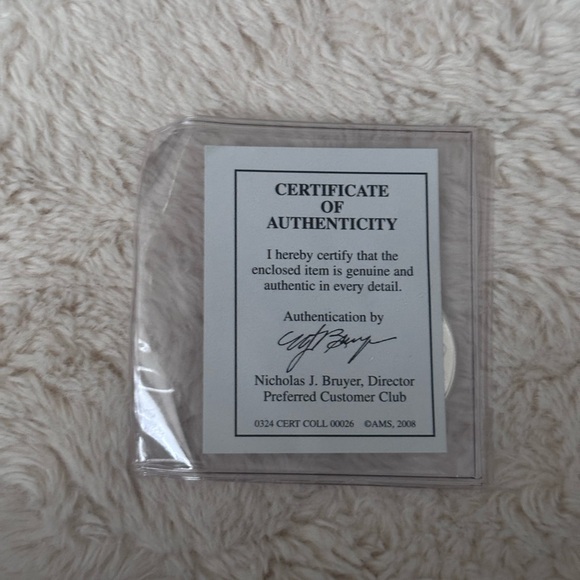 CERTIFICATE
OF
AUTHENTICITY
I hereby certify that the
enclosed item is genuine and
authentic in every detail.
Authentication by
Nicholas J. Bruyer, Director
Preferred Customer Club
0324 CERT COLL 00026 ©AMS, 2008